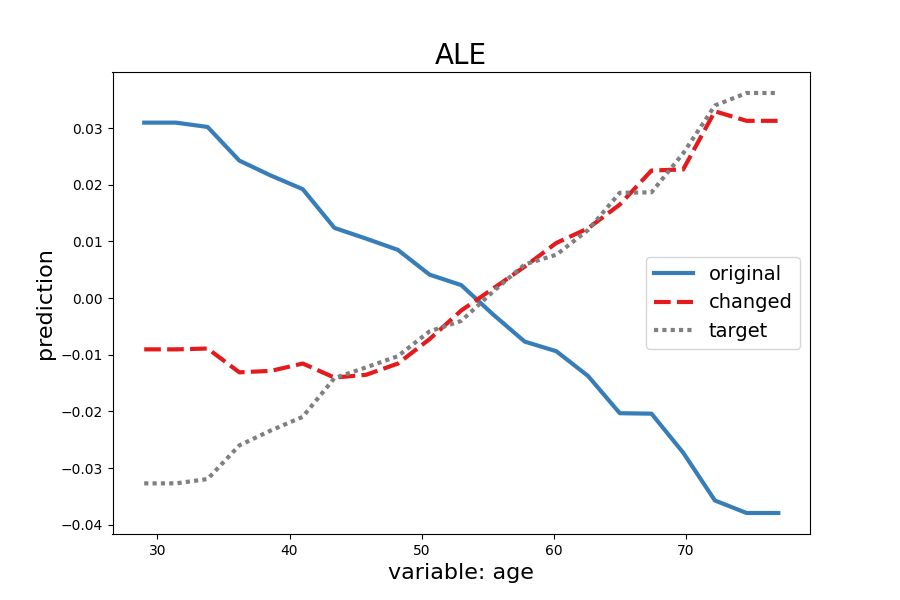 ALE
prediction
0.03
0.02
0.01
0.00
−0.01
−0.02
−0.03
−0.04
original
changed
target
30
40
50
60
70
variable: age